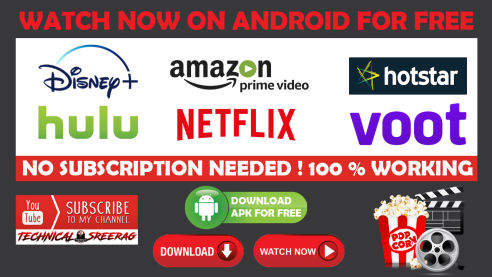 WATCH NOW ON ANDROID FOR FREE
Disney+
amazon
prime video
hotstar
hulu
NETFLIX
voot
NO SUBSCRIPTION NEEDED ! 100 % WORKING
You
Tube
SUBSCRIBE
TO MY CHANNEL
TECHNICAL SREERAG
DOWNLOAD
APK FOR FREE
DOWNLOAD
WATCH NOW
POP
CORN